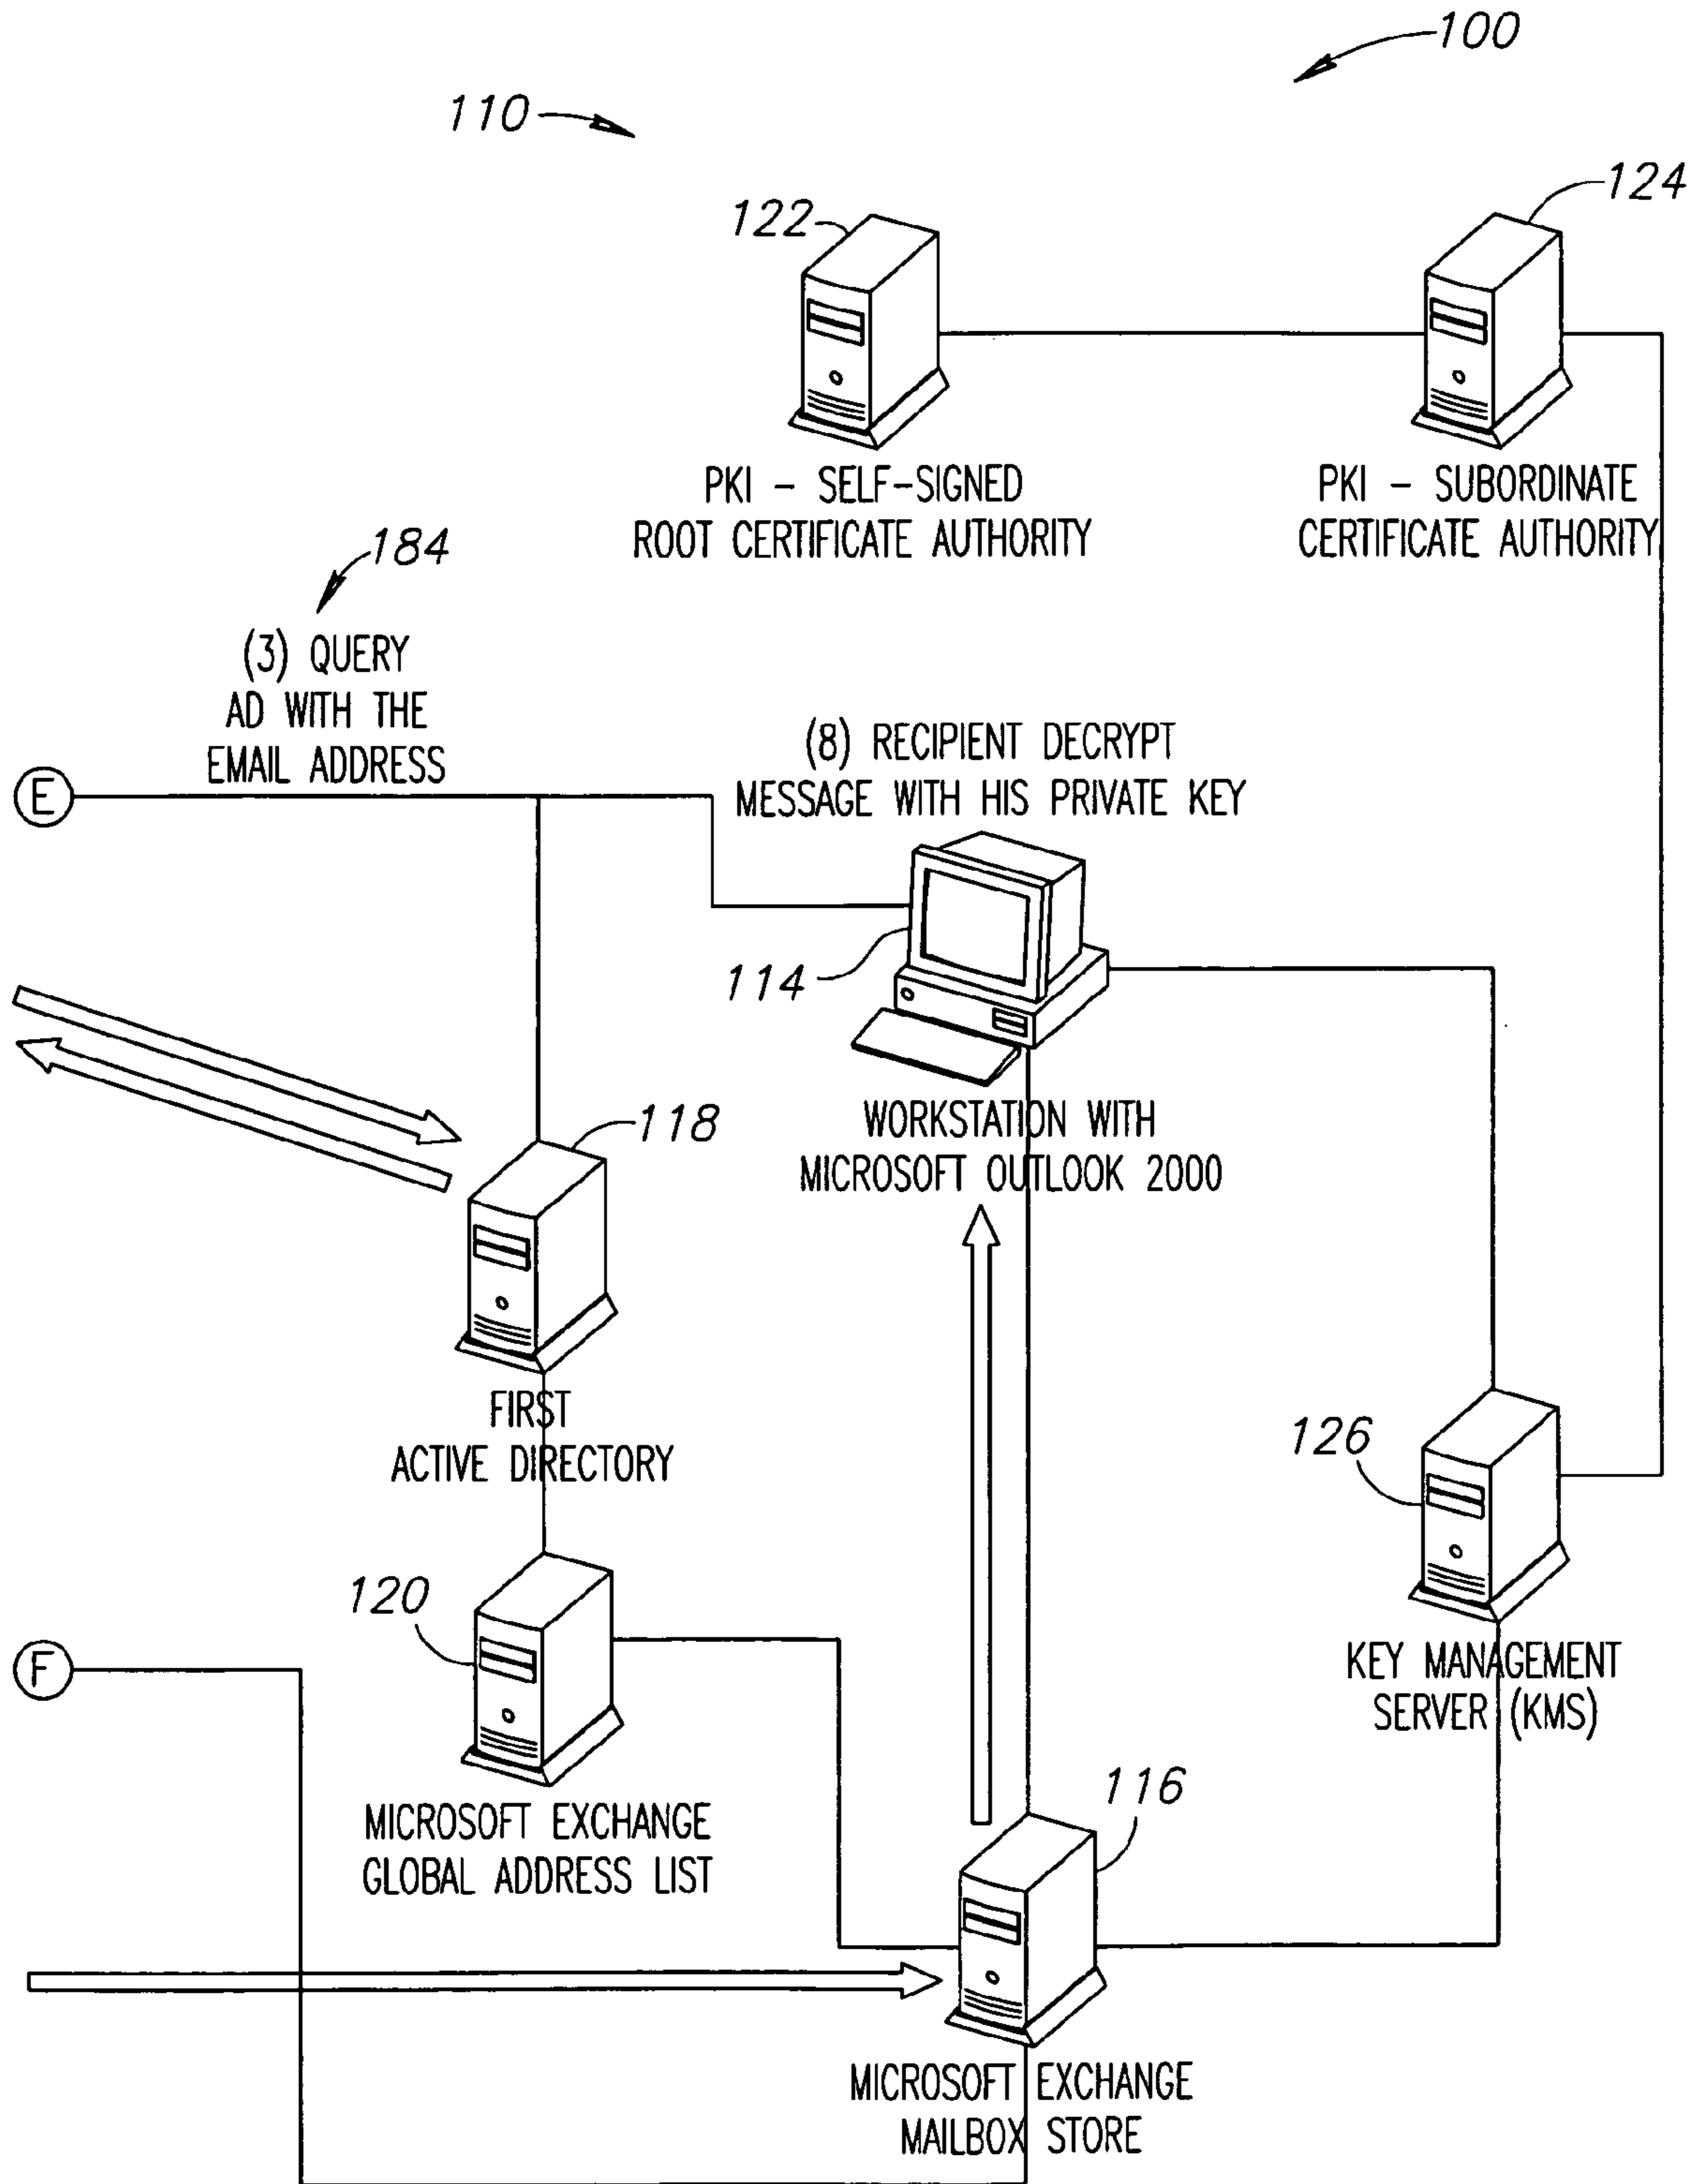 100
110
122
124
PKI - SELF-SIGNED
ROOT CERTIFICATE AUTHORITY
PKI - SUBORDINATE
CERTIFICATE AUTHORITY
184
(3) QUERY
AD WITH THE
EMAIL ADDRESS
E
(8) RECIPIENT DECRYPT
MESSAGE WITH HIS PRIVATE KEY
114
WORKSTATION WITH
MICROSOFT OUTLOOK 2000
118
FIRST
ACTIVE DIRECTORY
126
KEY MANAGEMENT
SERVER (KMS)
120
F
MICROSOFT EXCHANGE
GLOBAL ADDRESS LIST
116
MICROSOFT EXCHANGE
MAILBOX STORE